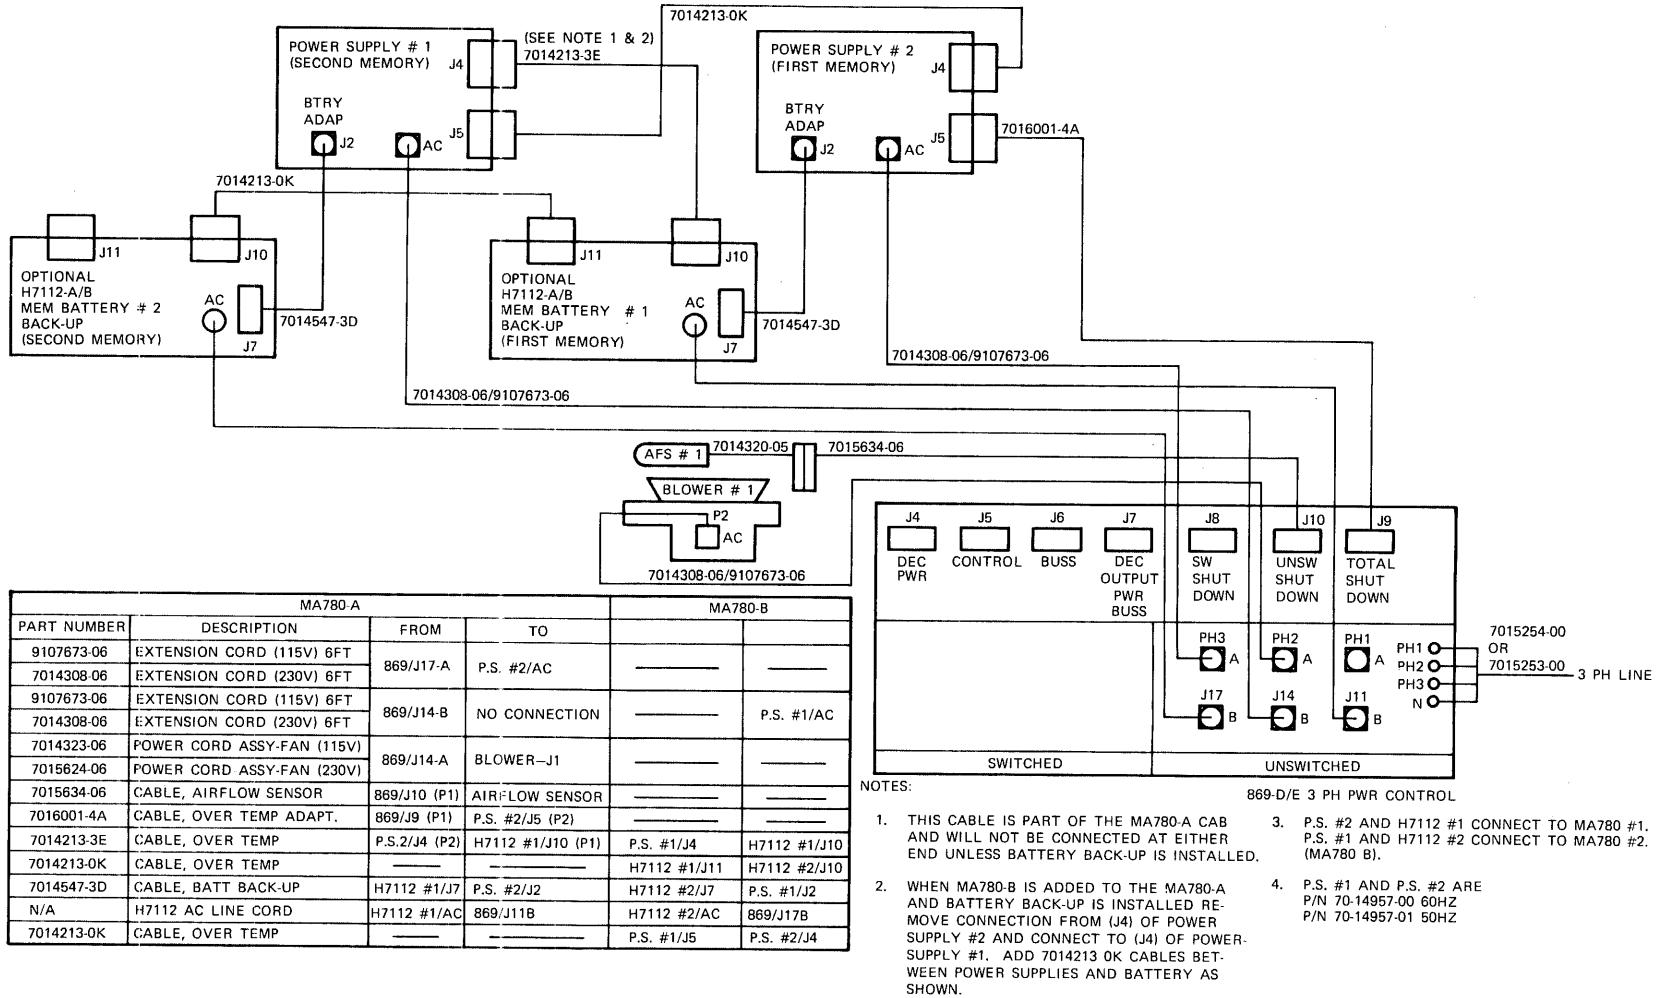 7014213-0K
(SEE NOTE 1 & 2)
7014213-3E
POWER SUPPLY # 1
(SECOND MEMORY)
J4
BTRY
ADAP
J2
AC
J5
POWER SUPPLY # 2
(FIRST MEMORY)
J4
BTRY
ADAP
J2
AC
J5
7016001-4A
7014213-0K
J11
J10
OPTIONAL
H7112-A/B
MEM BATTERY # 2
BACK-UP
(SECOND MEMORY)
AC
J7
7014547-3D
J11
J10
OPTIONAL
H7112-A/B
MEM BATTERY # 1
BACK-UP
(FIRST MEMORY)
AC
J7
7014547-3D
7014308-06/9107673-06
7014308-06/9107673-06
AFS # 1
7014320-05
7015634-06
BLOWER # 1
P2
AC
7014308-06/9107673-06
J4
J5
J6
J7
J8
J10
J9
DEC
PWR
CONTROL
BUSS
DEC
OUTPUT
PWR
BUSS
SW
SHUT
DOWN
UNSW
SHUT
DOWN
TOTAL
SHUT
DOWN
PH3
A
PH2
A
PH1
A
J17
B
J14
B
J11
B
PH1
PH2
PH3
N
7015254-00
OR
7015253-00
3 PH LINE
SWITCHED
UNSWITCHED
869-D/E 3 PH PWR CONTROL
MA780-A
MA780-B
PART NUMBER DESCRIPTION FROM TO
9107673-06 EXTENSION CORD (115V) 6FT
869/J17-A P.S. #2/AC
7014308-06 EXTENSION CORD (230V) 6FT
9107673-06 EXTENSION CORD (115V) 6FT
869/J14-B NO CONNECTION P.S. #1/AC
7014308-06 EXTENSION CORD (230V) 6FT
7014323-06 POWER CORD ASSY-FAN (115V)
869/J14-A BLOWER—J1
7015624-06 POWER CORD ASSY-FAN (230V)
7015634-06 CABLE, AIRFLOW SENSOR 869/J10 (P1) AIRFLOW SENSOR
7016001-4A CABLE, OVER TEMP ADAPT. 869/J9 (P1) P.S. #2/J5 (P2)
7014213-3E CABLE, OVER TEMP P.S.2/J4 (P2) H7112 #1/J10 (P1) P.S. #1/J4 H7112 #1/J10
7014213-0K CABLE, OVER TEMP H7112 #1/J11 H7112 #2/J10
7014547-3D CABLE, BATT BACK-UP H7112 #1/J7 P.S. #2/J2 H7112 #2/J7 P.S. #1/J2
N/A H7112 AC LINE CORD H7112 #1/AC 869/J11B H7112 #2/AC 869/J17B
7014213-0K CABLE, OVER TEMP P.S. #1/J5 P.S. #2/J4
NOTES:
1. THIS CABLE IS PART OF THE MA780-A CAB
AND WILL NOT BE CONNECTED AT EITHER
END UNLESS BATTERY BACK-UP IS INSTALLED.
2. WHEN MA780-B IS ADDED TO THE MA780-A
AND BATTERY BACK-UP IS INSTALLED RE-
MOVE CONNECTION FROM (J4) OF POWER
SUPPLY #2 AND CONNECT TO (J4) OF POWER-
SUPPLY #1. ADD 7014213 0K CABLES BET-
WEEN POWER SUPPLIES AND BATTERY AS
SHOWN.
3. P.S. #2 AND H7112 #1 CONNECT TO MA780 #1.
P.S. #1 AND H7112 #2 CONNECT TO MA780 #2.
(MA780 B).
4. P.S. #1 AND P.S. #2 ARE
P/N 70-14957-00 60HZ
P/N 70-14957-01 50HZ